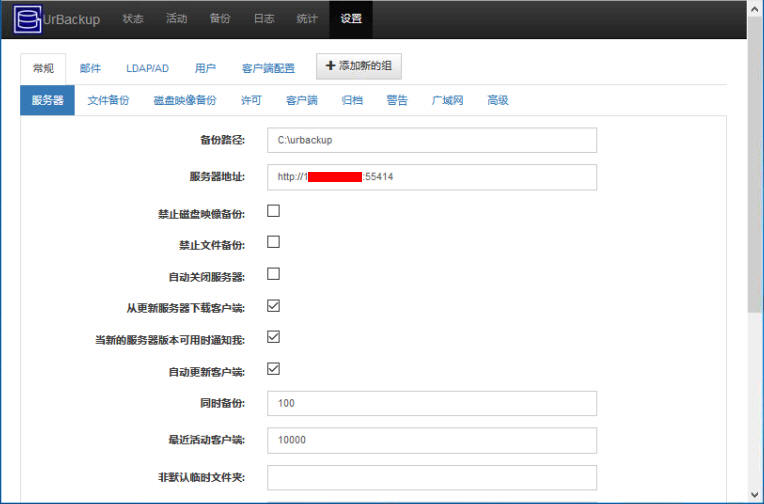 UrBackup 状态 活动 备份 日志 统计 设置
常规 邮件 LDAP/AD 用户 客户端配置 +添加新的组
服务器 文件备份 磁盘映像备份 许可 客户端 归档 警告 广域网 高级
备份路径: C:\urbackup
服务器地址: http://1 :55414
禁止磁盘映像备份:
禁止文件备份:
自动关闭服务器:
从更新服务器下载客户端:
当新的服务器版本可用时通知我:
自动更新客户端:
同时备份: 100
最近活动客户端: 10000
非默认临时文件夹: